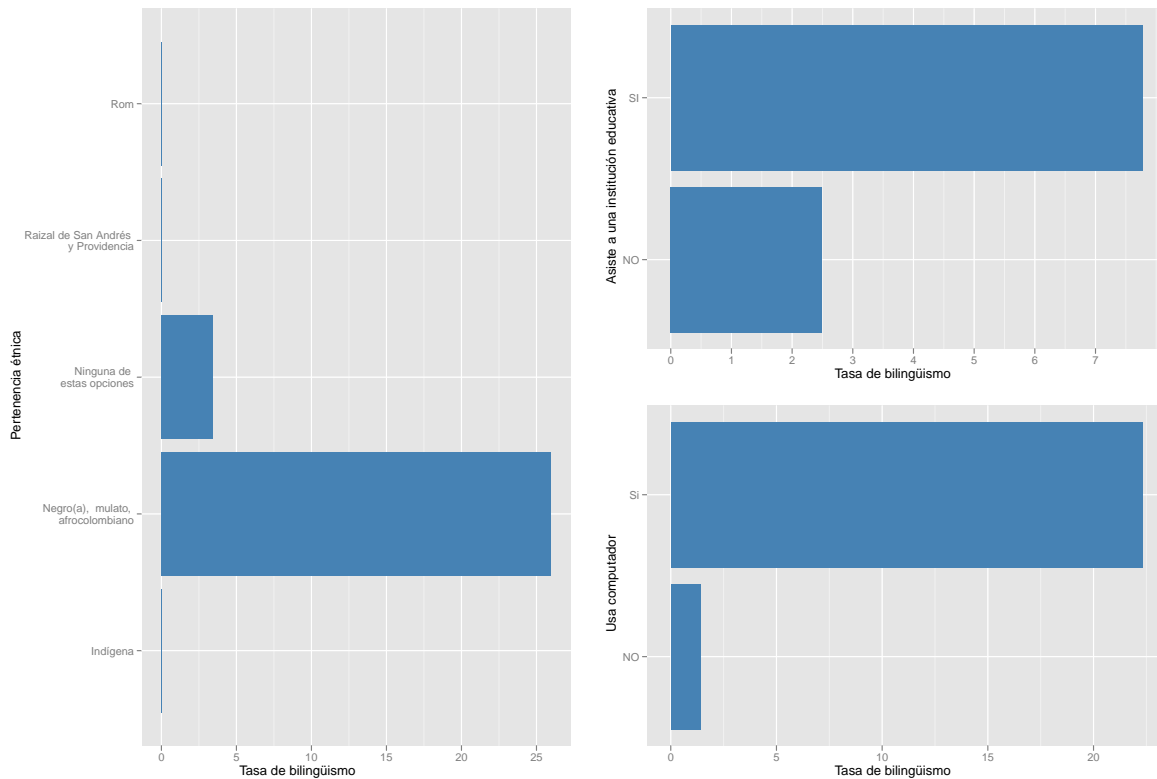 Pertenencia étnica
Rom
Raizal de San Andrés
y Providencia
Ninguna de
estas opciones
Negro(a), mulato,
afrocolombiano
Indígena
0 5 10 15 20 25
Tasa de bilingüismo
Asiste a una institución educativa
SI
NO
0 1 2 3 4 5 6 7
Tasa de bilingüismo
Usa computador
Si
NO
0 5 10 15 20
Tasa de bilingüismo